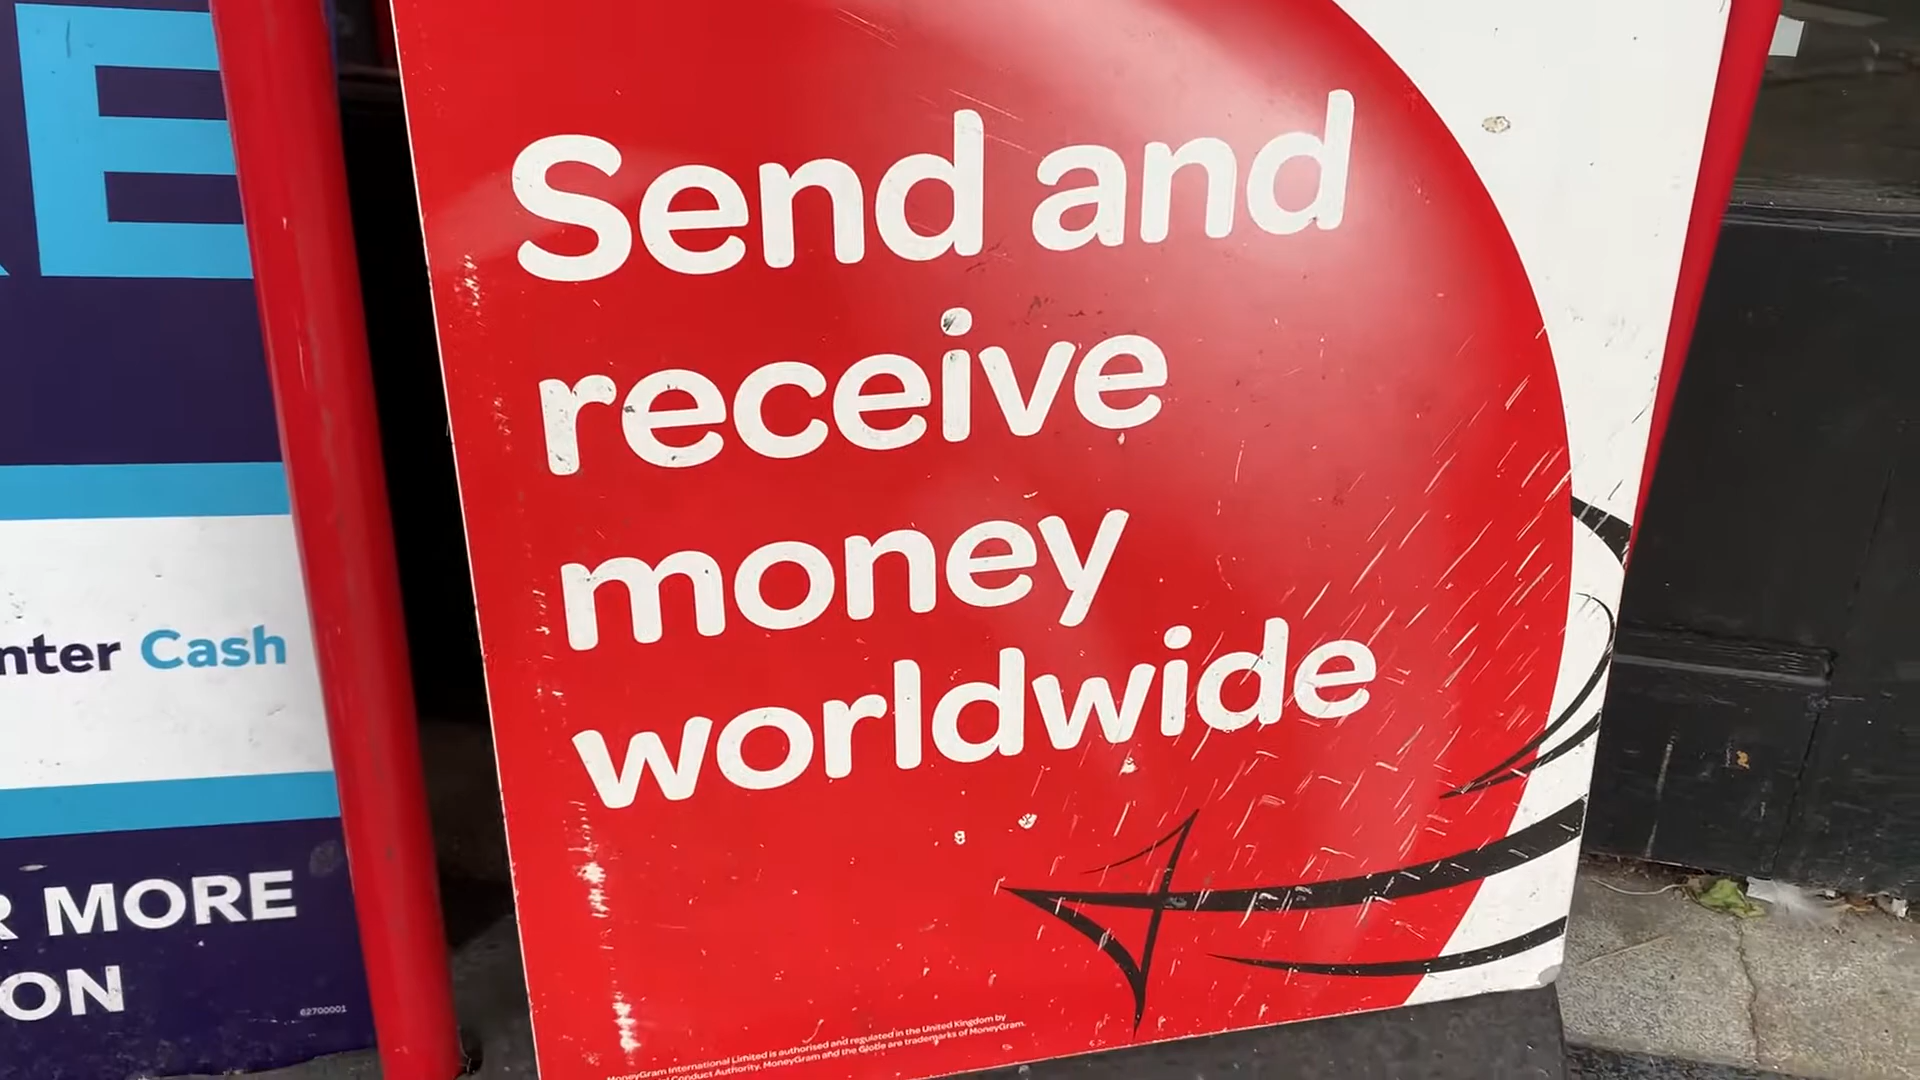 E
nter Cash
R MORE
ON
62700001
Send and
receive
money
worldwide
MoneyGram International Limited is authorised and regulated in the United Kingdom by
Conduct Authority. MoneyGram and the Globe are trademarks of MoneyGram.